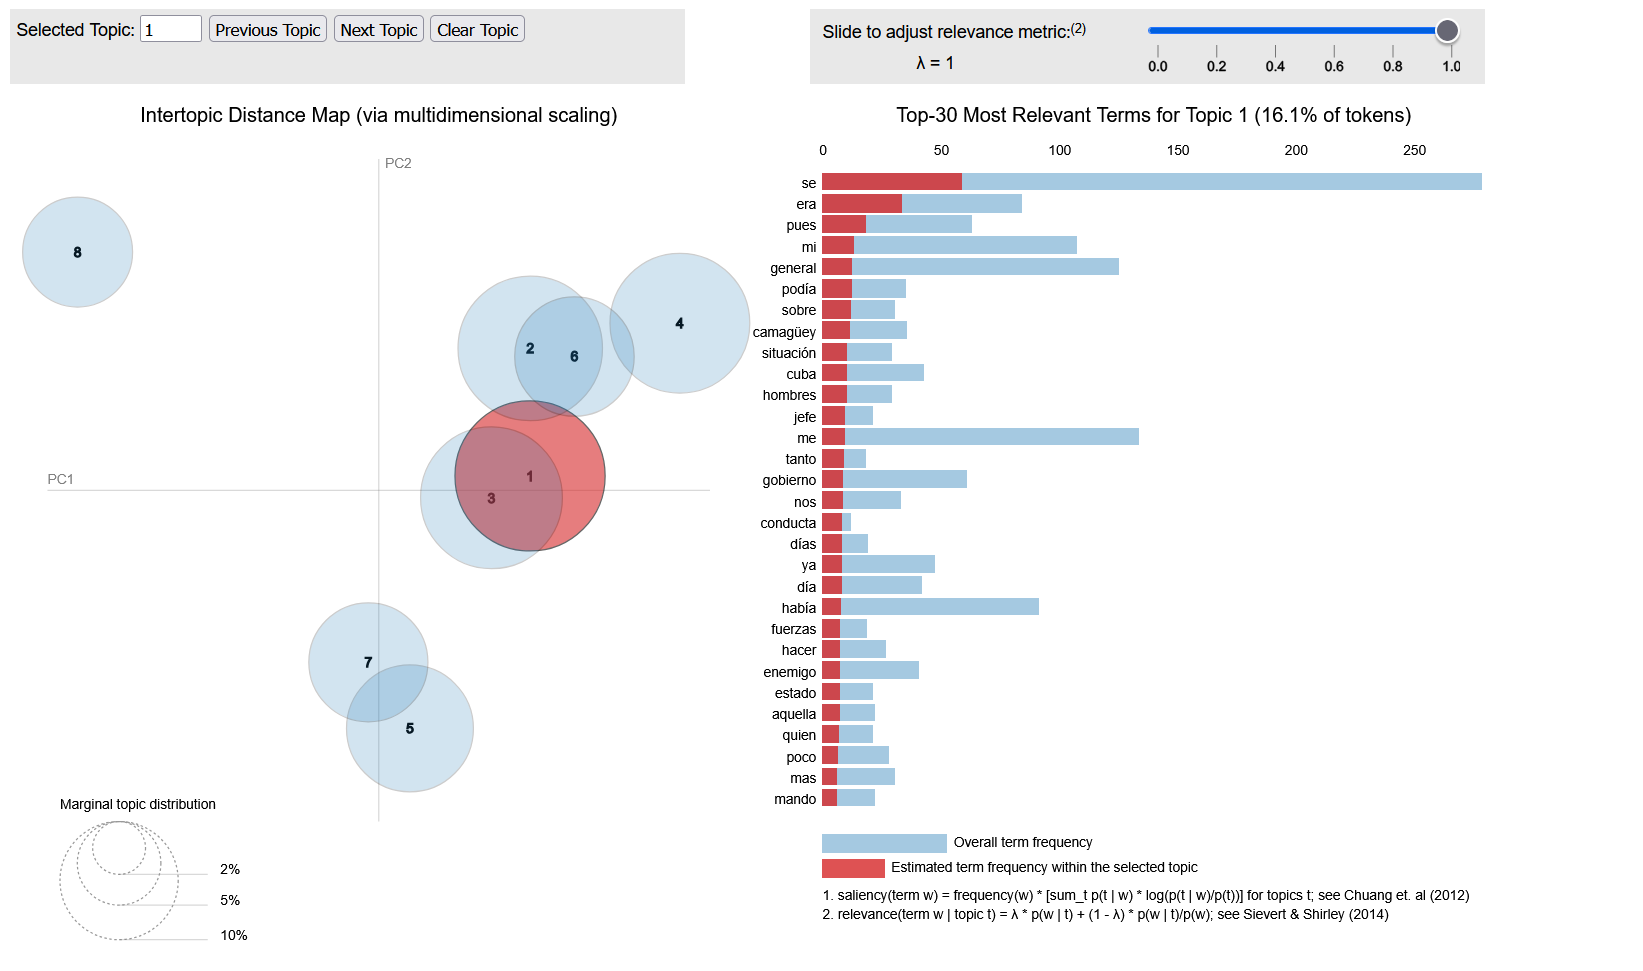 Selected Topic: 1 Previous Topic Next Topic Clear Topic
Slide to adjust relevance metric:(2)
λ = 1
0.0 0.2 0.4 0.6 0.8 1.0
Intertopic Distance Map (via multidimensional scaling)
PC2
PC1
8
2
6
4
1
3
7
5
Marginal topic distribution
2%
5%
10%
Top-30 Most Relevant Terms for Topic 1 (16.1% of tokens)
0 50 100 150 200 250
se
era
pues
mi
general
podía
sobre
camagüey
situación
cuba
hombres
jefe
me
tanto
gobierno
nos
conducta
días
ya
día
había
fuerzas
hacer
enemigo
estado
aquella
quien
poco
mas
mando
Overall term frequency
Estimated term frequency within the selected topic
1. saliency(term w) = frequency(w) * [sum_t p(t | w) * log(p(t | w)/p(t))] for topics t; see Chuang et. al (2012)
2. relevance(term w | topic t) = λ * p(w | t) + (1 - λ) * p(w | t)/p(w); see Sievert & Shirley (2014)